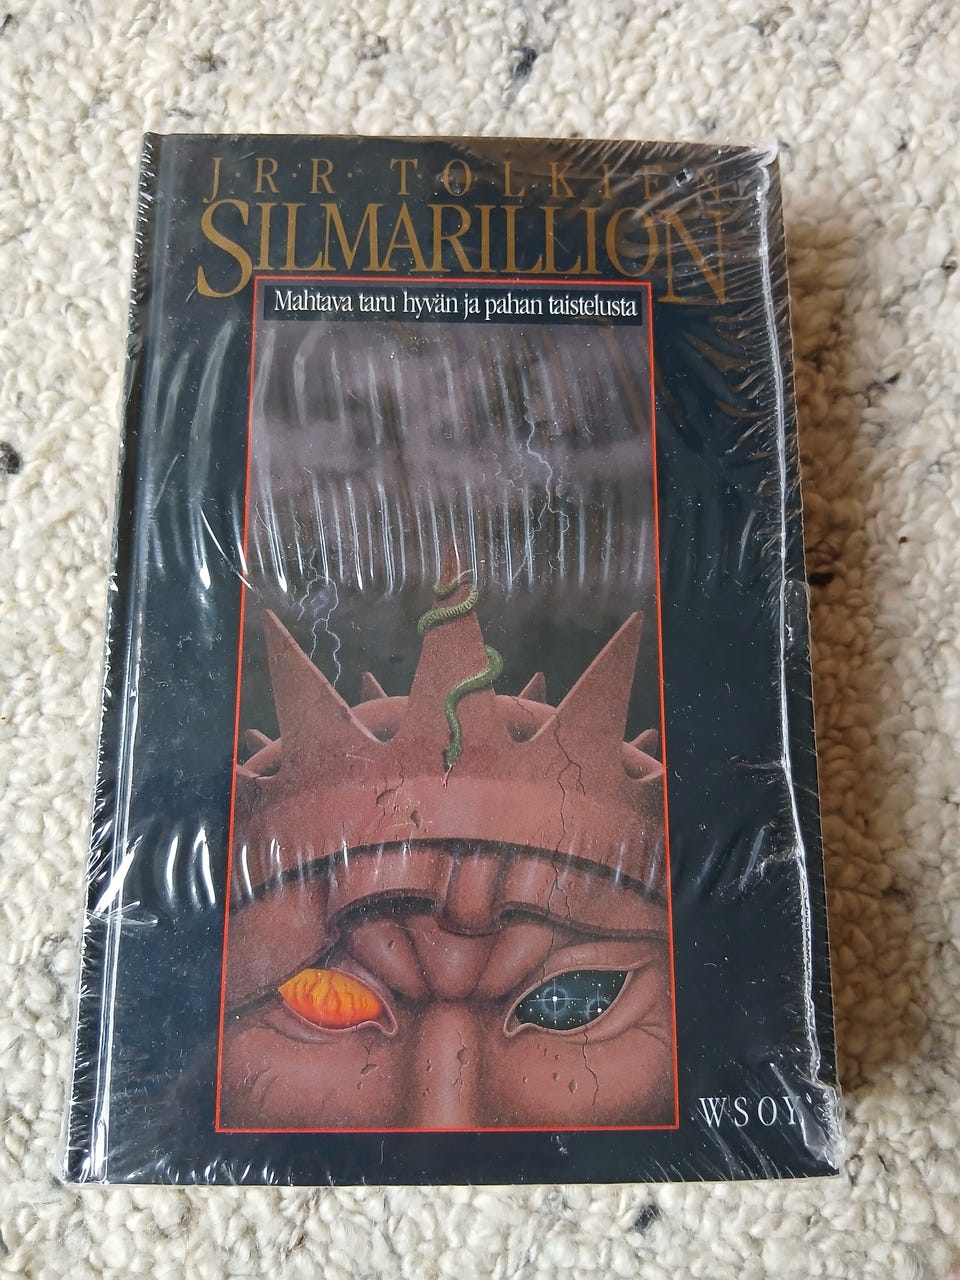 J·R·R· TOLKIEN
SILMARILLION
Mahtava taru hyvän ja pahan taistelusta
WSOY